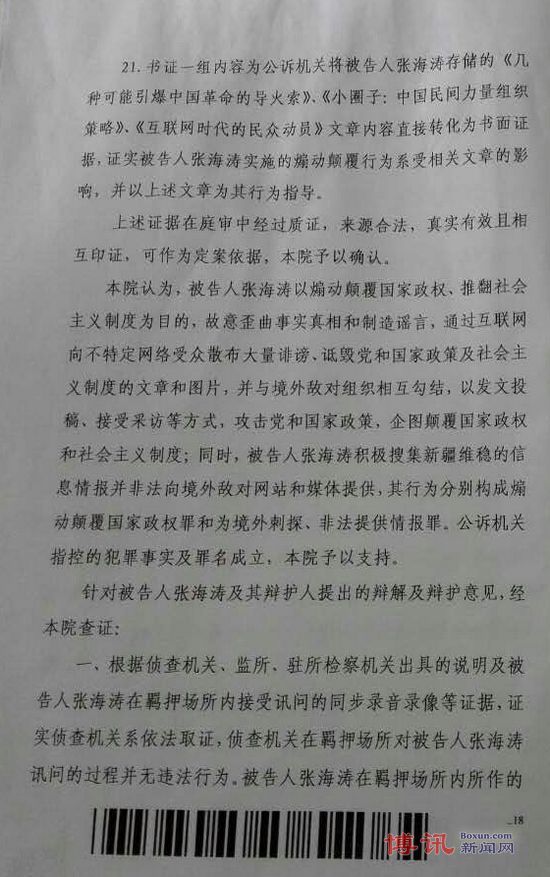 21. 书证一组内容为公诉机关将被告人张海涛存储的《几
种可能引爆中国革命的导火索》、《小圈子：中国民间力量组织
策略》、《互联网时代的民众动员》文章内容直接转化为书面证
据，证实被告人张海涛实施的煽动颠覆行为系受相关文章的影
响，并以上述文章为其行为指导。
上述证据在庭审中经过质证，来源合法，真实有效且相
互印证，可作为定案依据，本院予以确认。
本院认为，被告人张海涛以煽动颠覆国家政权、推翻社会
主义制度为目的，故意歪曲事实真相和制造谣言，通过互联网
向不特定网络受众散布大量诽谤、诋毁党和国家政策及社会主
义制度的文章和图片，并与境外敌对组织相互勾结，以发文投
稿、接受采访等方式，攻击党和国家政策，企图颠覆国家政权
和社会主义制度；同时，被告人张海涛积极搜集新疆维稳的信
息情报并非法向境外敌对网站和媒体提供，其行为分别构成煽
动颠覆国家政权罪和为境外刺探、非法提供情报罪。公诉机关
指控的犯罪事实及罪名成立，本院予以支持。
针对被告人张海涛及其辩护人提出的辩解及辩护意见，经
本院查证：
一、根据侦查机关、监所、驻所检察机关出具的说明及被
告人张海涛在羁押场所内接受讯问的同步录音录像等证据，证
实侦查机关系依法取证，侦查机关在羁押场所对被告人张海涛
讯问的过程并无违法行为。被告人张海涛在羁押场所内所作的
18
博讯 Boxun.com
新闻网